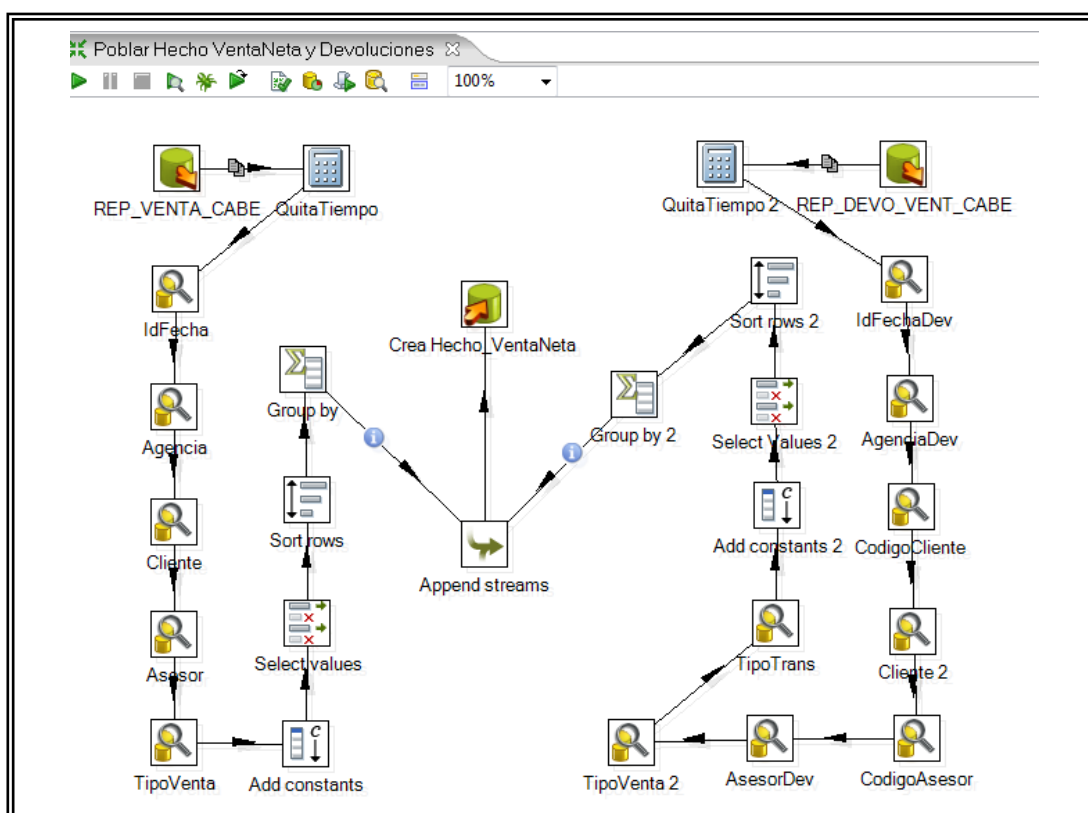 Poblar Hecho VentaNeta y Devoluciones
100%
REP_VENTA_CABE
QuitaTiempo
QuitaTiempo 2
REP_DEVO_VENT_CABE
IdFecha
Crea Hecho_VentaNeta
Sort rows 2
IdFechaDev
Group by
Group by 2
Agencia
Select Values 2
AgenciaDev
Sort rows
Add constants 2
CodigoCliente
Cliente
Append streams
Asesor
Select values
TipoTrans
Cliente 2
TipoVenta
Add constants
TipoVenta 2
AsesorDev
CodigoAsesor